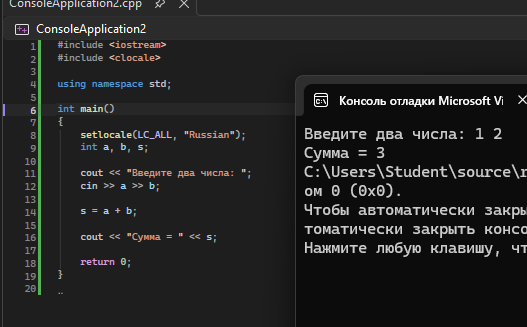 ConsoleApplication2.cpp
ConsoleApplication2
1 #include <iostream>
2 #include <clocale>
3
4 using namespace std;
5
6 int main()
7 {
8 setlocale(LC_ALL, "Russian");
9 int a, b, s;
10
11 cout << "Введите два числа: ";
12 cin >> a >> b;
13
14 s = a + b;
15
16 cout << "Сумма = " << s;
17
18 return 0;
19 }
20
Консоль отладки Microsoft Vi
Введите два числа: 1 2
Сумма = 3
C:\Users\Student\source\r
ом 0 (0x0).
Чтобы автоматически закры
томатически закрыть консо
Нажмите любую клавишу, чт